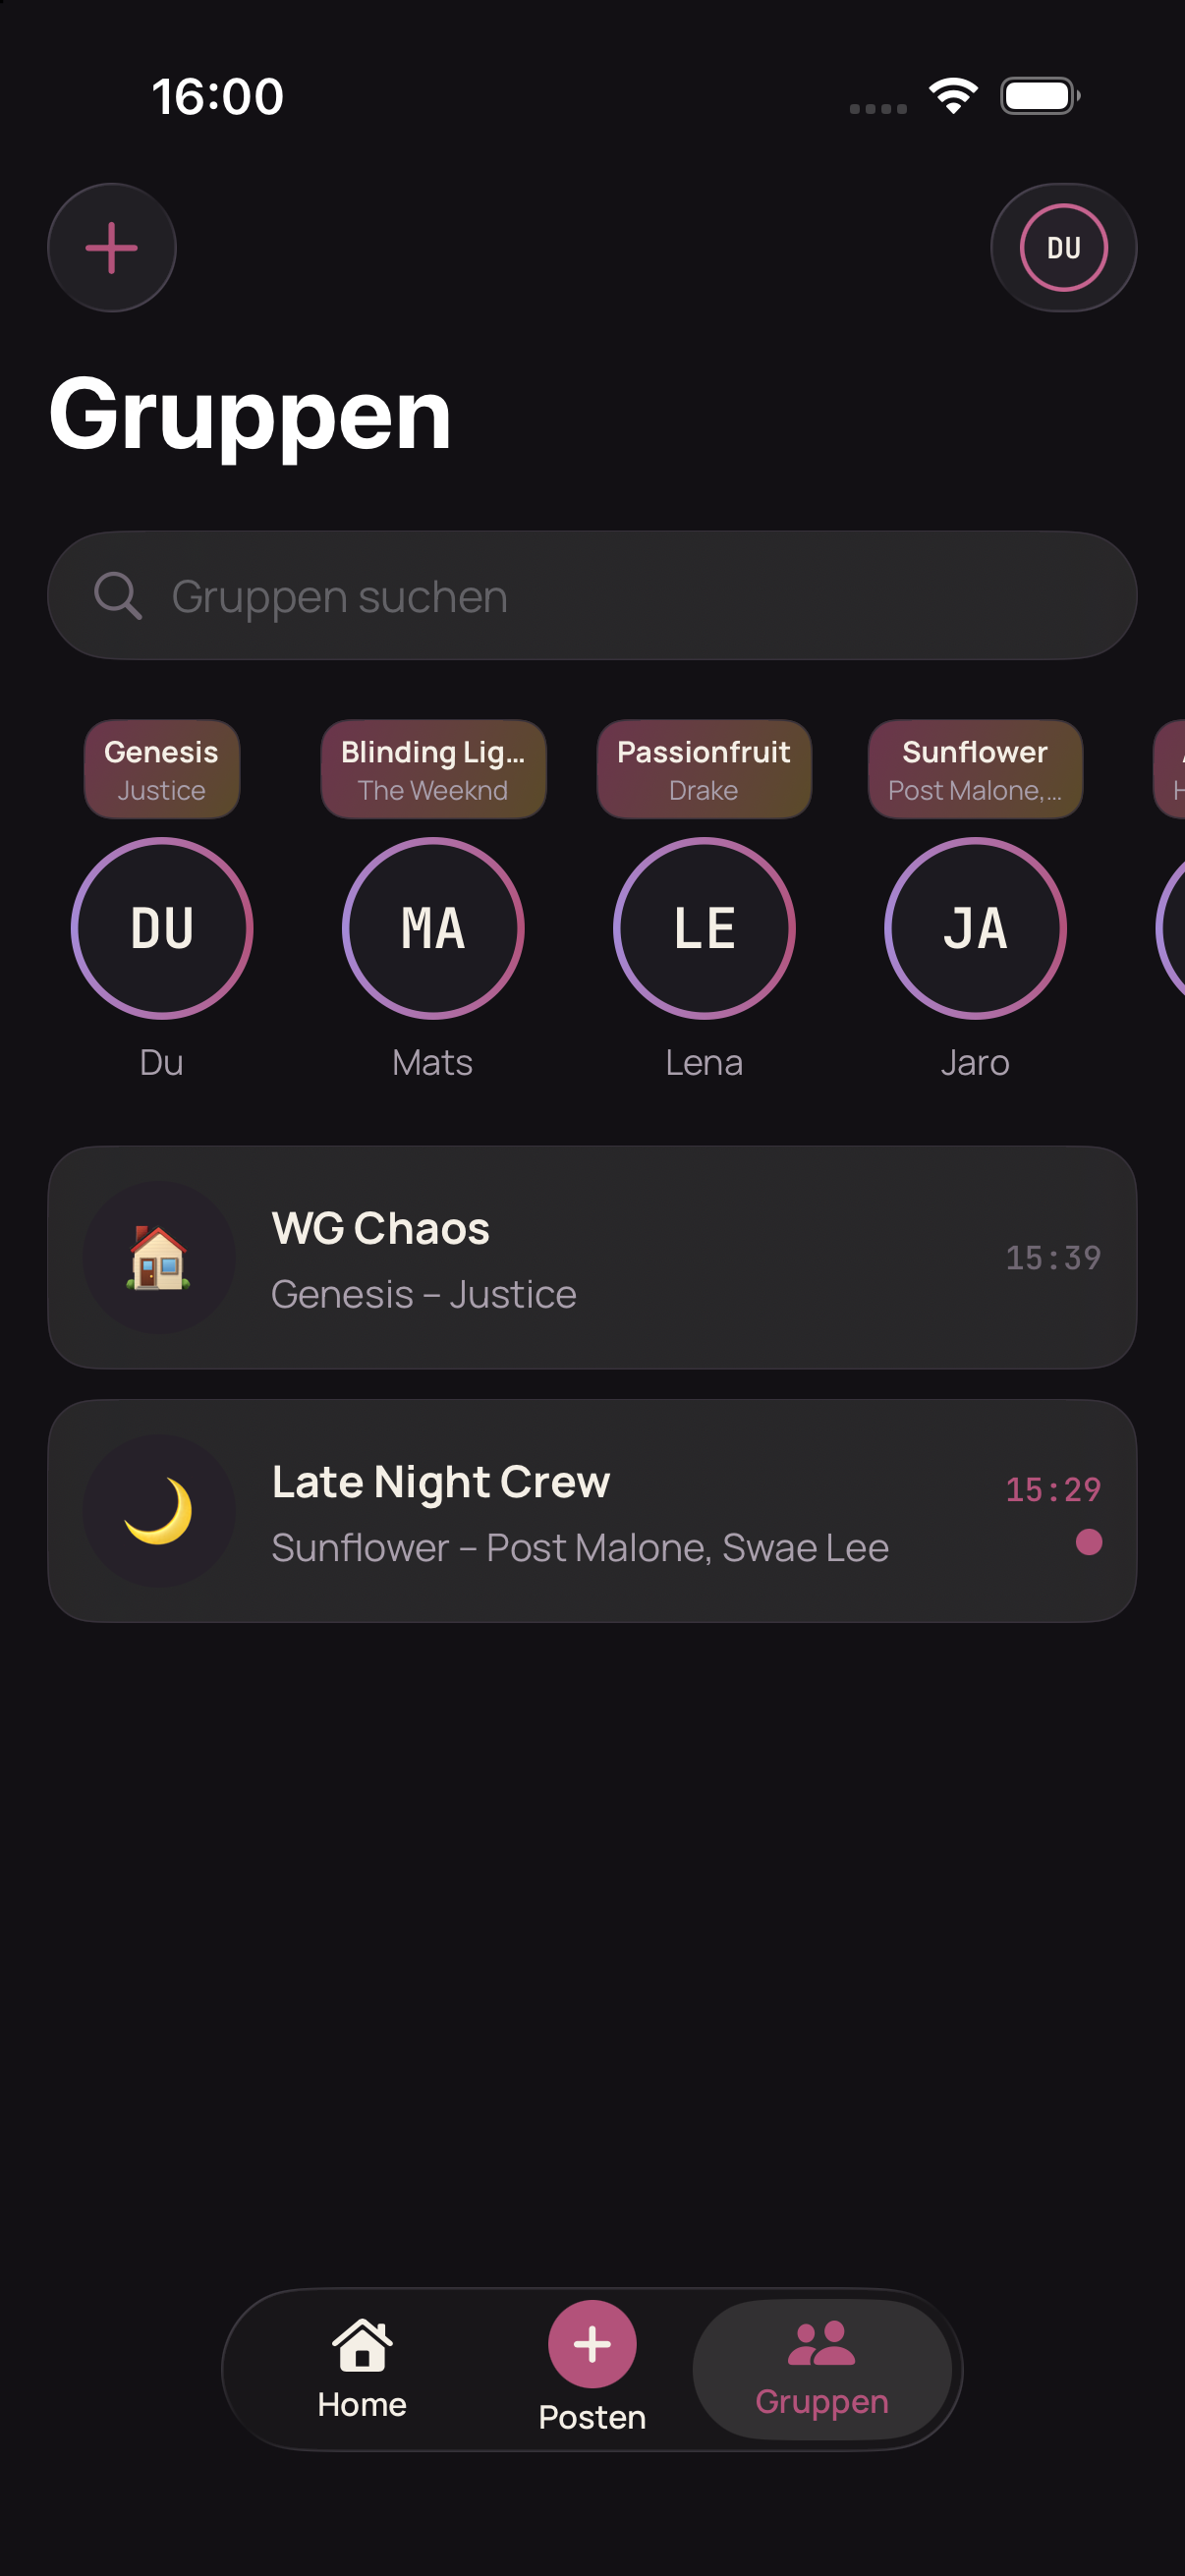 16:00
DU
Gruppen
Gruppen suchen
Genesis
Justice
Blinding Lig...
The Weeknd
Passionfruit
Drake
Sunflower
Post Malone,...
DU
MA
LE
JA
Du
Mats
Lena
Jaro
WG Chaos
Genesis – Justice
15:39
Late Night Crew
Sunflower – Post Malone, Swae Lee
15:29
Home
Posten
Gruppen